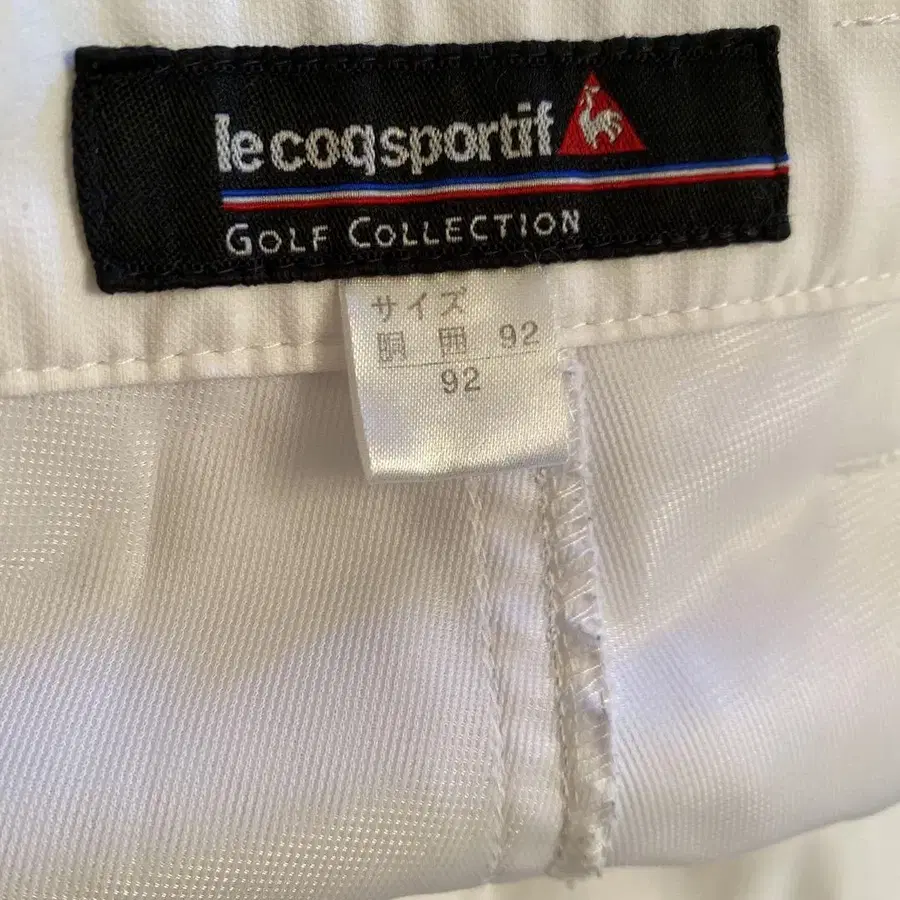 lecoqsportif
GOLF COLLECTION
サイズ
胴囲 92
92